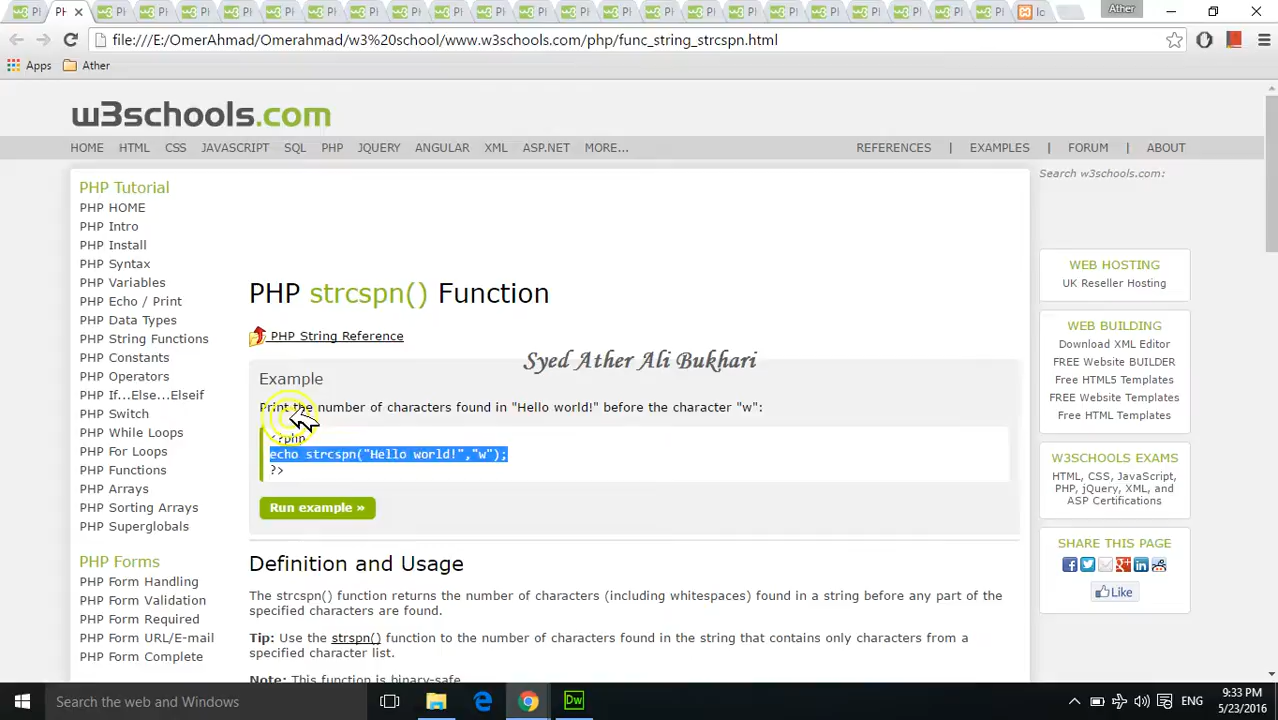 Ather
file:///E:/OmerAhmad/Omerahmad/w3%20school/www.w3schools.com/php/func_string_strcspn.html
Apps Ather
w3schools.com
HOME HTML CSS JAVASCRIPT SQL PHP JQUERY ANGULAR XML ASP.NET MORE... REFERENCES | EXAMPLES | FORUM | ABOUT
Search w3schools.com:
PHP Tutorial
PHP HOME
PHP Intro
PHP Install
PHP Syntax
PHP Variables
PHP Echo / Print
PHP Data Types
PHP String Functions
PHP Constants
PHP Operators
PHP If...Else...Elseif
PHP Switch
PHP While Loops
PHP For Loops
PHP Functions
PHP Arrays
PHP Sorting Arrays
PHP Superglobals
PHP Forms
PHP Form Handling
PHP Form Validation
PHP Form Required
PHP Form URL/E-mail
PHP Form Complete
PHP strcspn() Function
PHP String Reference
Syed Ather Ali Bukhari
Example
Print the number of characters found in "Hello world!" before the character "w":
<?php
echo strcspn("Hello world!","w");
?>
Run example »
Definition and Usage
The strcspn() function returns the number of characters (including whitespaces) found in a string before any part of the
specified characters are found.
Tip: Use the strspn() function to the number of characters found in the string that contains only characters from a
specified character list.
Note: This function is binary-safe.
WEB HOSTING
UK Reseller Hosting
WEB BUILDING
Download XML Editor
FREE Website BUILDER
Free HTML5 Templates
FREE Website Templates
Free HTML Templates
W3SCHOOLS EXAMS
HTML, CSS, JavaScript,
PHP, jQuery, XML, and
ASP Certifications
SHARE THIS PAGE
Like
Search the web and Windows
Dw
ENG
9:33 PM
5/23/2016